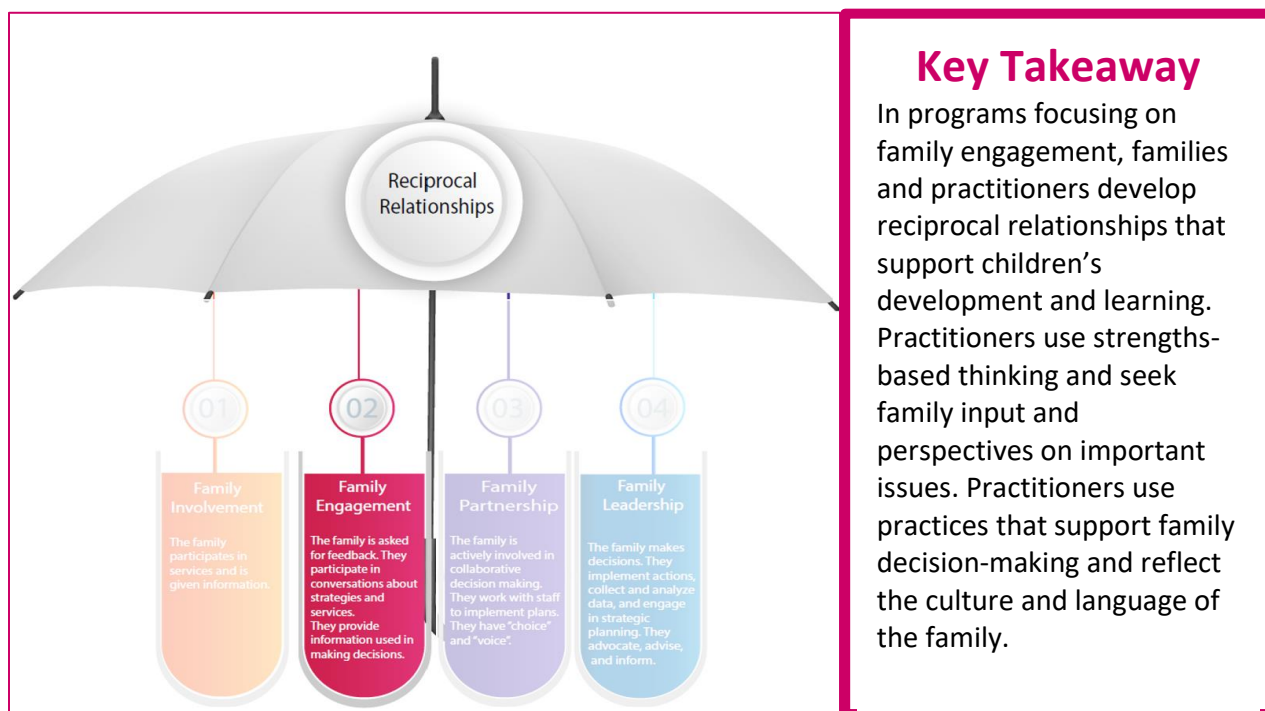 Reciprocal
Relationships
01
02
03
04
Family
Involvement
The family
participates in
services and is
given information.
Family
Engagement
The family is asked
for feedback. They
participate in
conversations about
strategies and
services.
They provide
information used in
making decisions.
Family
Partnership
The family is
actively involved in
collaborative
decision making.
They work with staff
to implement plans.
They have “choice”
and “voice”.
Family
Leadership
The family makes
decisions. They
implement actions,
collect and analyze
data, and engage
in strategic
planning. They
advocate, advise,
and inform.
Key Takeaway
In programs focusing on
family engagement, families
and practitioners develop
reciprocal relationships that
support children’s
development and learning.
Practitioners use strengths-
based thinking and seek
family input and
perspectives on important
issues. Practitioners use
practices that support family
decision-making and reflect
the culture and language of
the family.